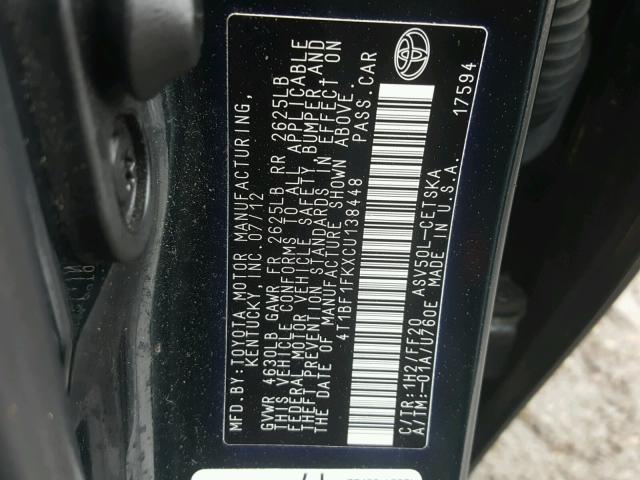 MFD.BY:TOYOTA MOTOR MANUFACTURING,
KENTUCKY, INC. 07/12
GVWR 4630LB GAWR FR 2625LB RR 2625LB
THIS VEHICLE CONFORMS TO ALL APPLICABLE
FEDERAL MOTOR VEHICLE SAFETY, BUMPER, AND
THEFT PREVENTION STANDARDS IN EFFECT ON
THE DATE OF MANUFACTURE SHOWN ABOVE.
4T1BF1FKXCU138448 PASS.CAR
C/TR:1H2/FF20 ASV50L-CETSKA
A/TM:-01A/U760E MADE IN U.S.A.
17594